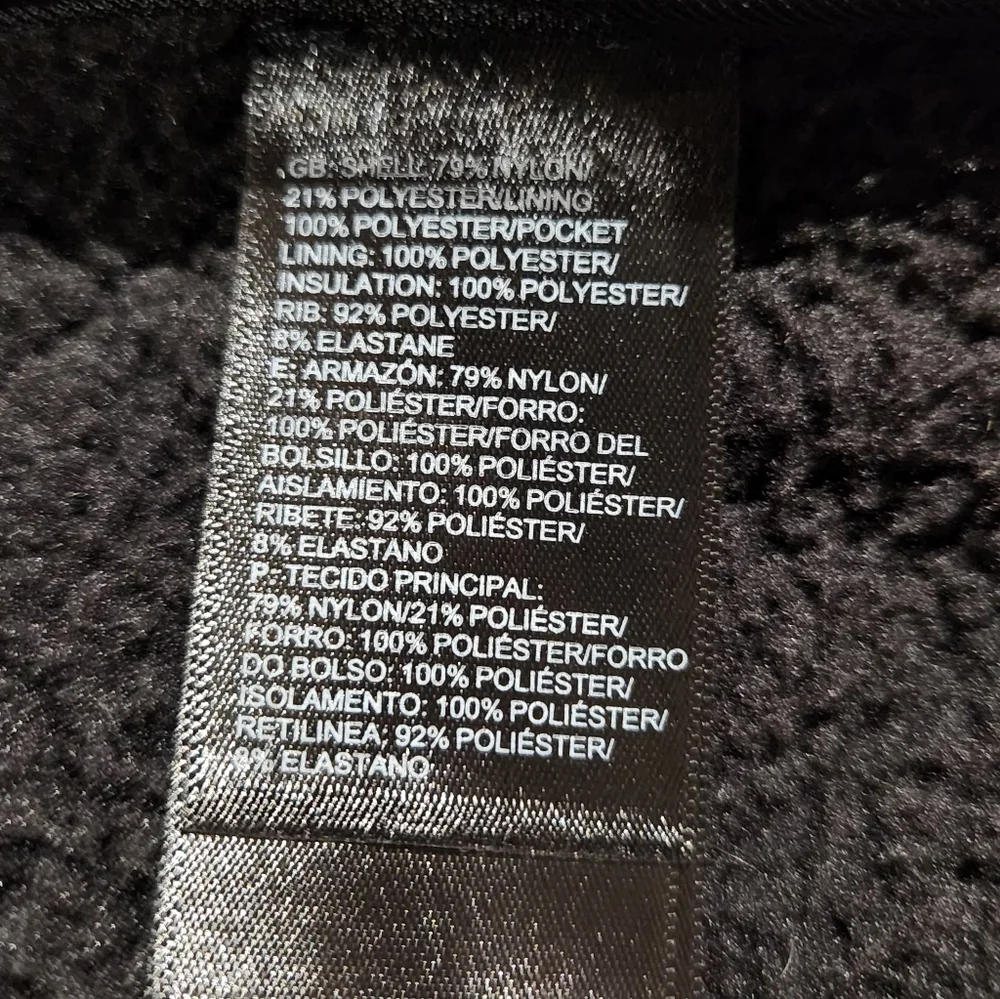 GB: SHELL: 79% NYLON/
21% POLYESTER/LINING
100% POLYESTER/POCKET
LINING: 100% POLYESTER/
INSULATION: 100% POLYESTER/
RIB: 92% POLYESTER/
8% ELASTANE
E: ARMAZÓN: 79% NYLON/
21% POLIÉSTER/FORRO:
100% POLIÉSTER/FORRO DEL
BOLSILLO: 100% POLIÉSTER/
AISLAMIENTO: 100% POLIÉSTER/
RIBETE: 92% POLIÉSTER/
8% ELASTANO
P: TECIDO PRINCIPAL:
79% NYLON/21% POLIÉSTER/
FORRO: 100% POLIÉSTER/FORRO
DO BOLSO: 100% POLIÉSTER/
ISOLAMENTO: 100% POLIÉSTER/
RETILINEA: 92% POLIÉSTER/
8% ELASTANO